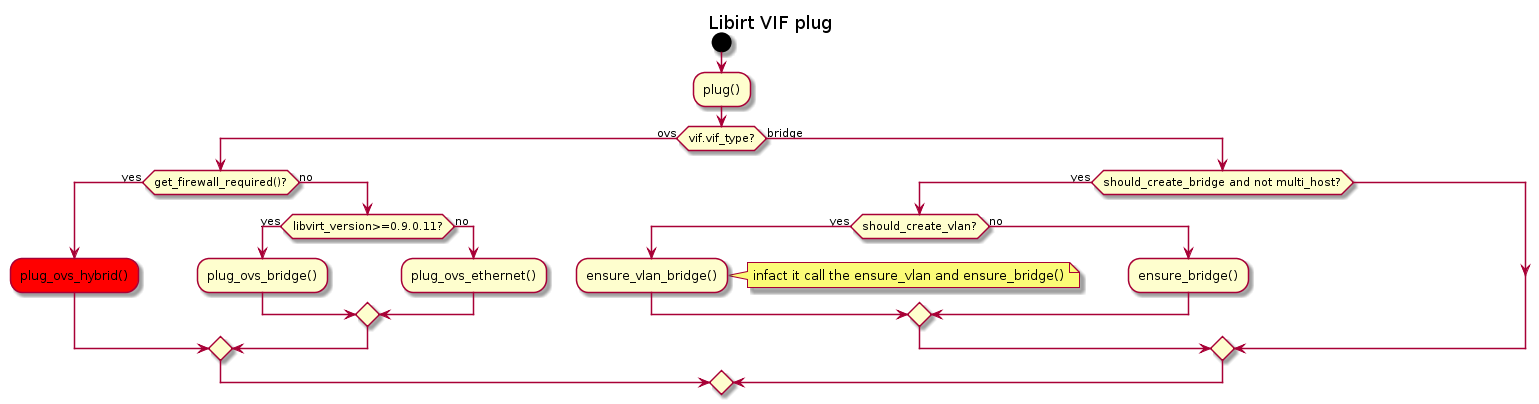 Libirt VIF plug
plug()
ovs
vif.vif_type?
bridge
yes
get_firewall_required()?
no
yes
should_create_bridge and not multi_host?
yes
libvirt_version>=0.9.0.11?
no
yes
should_create_vlan?
no
plug_ovs_hybrid()
plug_ovs_bridge()
plug_ovs_ethernet()
ensure_vlan_bridge()
infact it call the ensure_vlan and ensure_bridge()
ensure_bridge()